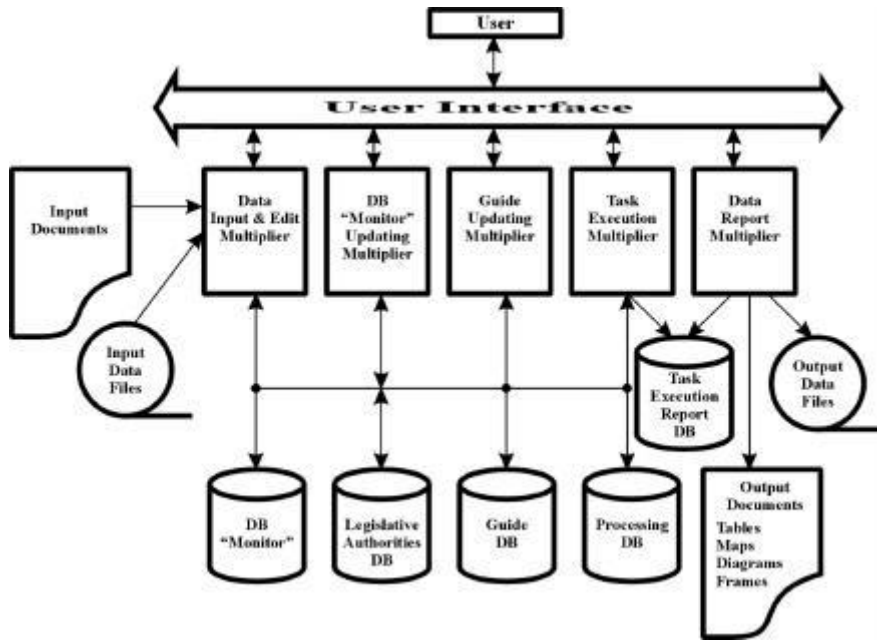 User
User Interface
Input
Documents
Data
Input & Edit
Multiplier
DB
“Monitor”
Updating
Multiplier
Guide
Updating
Multiplier
Task
Execution
Multiplier
Data
Report
Multiplier
Input
Data
Files
Task
Execution
Report
DB
Output
Data
Files
DB
“Monitor”
Legislative
Authorities
DB
Guide
DB
Processing
DB
Output
Documents
Tables
Maps
Diagrams
Frames